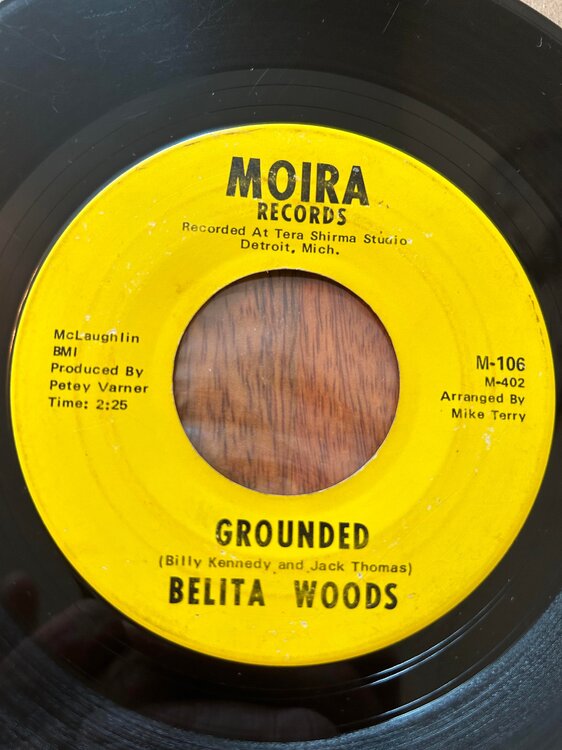 MOIRA
RECORDS
Recorded At Tera Shirma Studio
Detroit, Mich.
McLaughlin
BMI
Produced By
Petey Varner
Time: 2:25
M-106
M-402
Arranged By
Mike Terry
GROUNDED
(Billy Kennedy and Jack Thomas)
BELITA WOODS